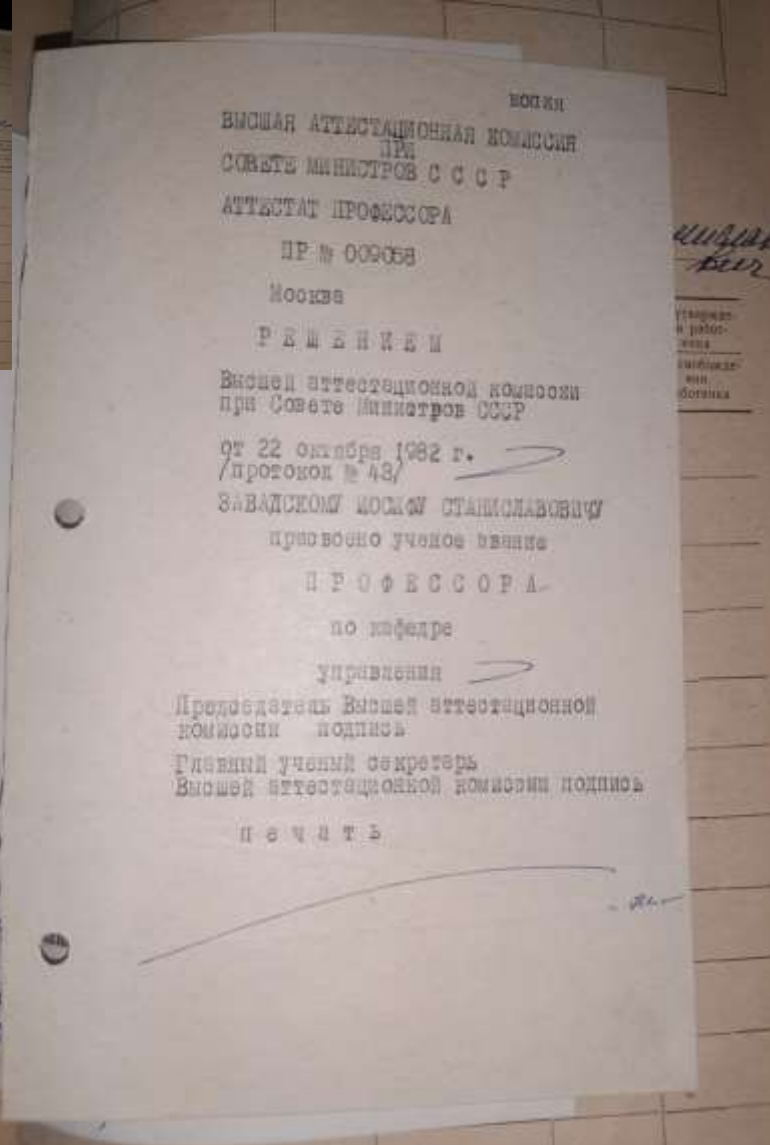 КОПИЯ
ВЫСШАЯ АТТЕСТАЦИОННАЯ КОМИССИЯ
ПРИ
СОВЕТЕ МИНИСТРОВ С С С Р
АТТЕСТАТ ПРОФЕССОРА
ПР № 009058
Москва
Р Е Ш Е Н И Е М
Высшей аттестационной комиссии
при Совете Министров СССР
от 22 октября 1982 г.
/протокол № 43/
ЗАВАДСКОМУ ИОСИФУ СТАНИСЛАВОВИЧУ
присвоено ученое звание
П Р О Ф Е С С О Р А
по кафедре
управления
Председатель Высшей аттестационной
комиссии подпись
Главный ученый секретарь
Высшей аттестационной комиссии подпись
п е ч а т ь